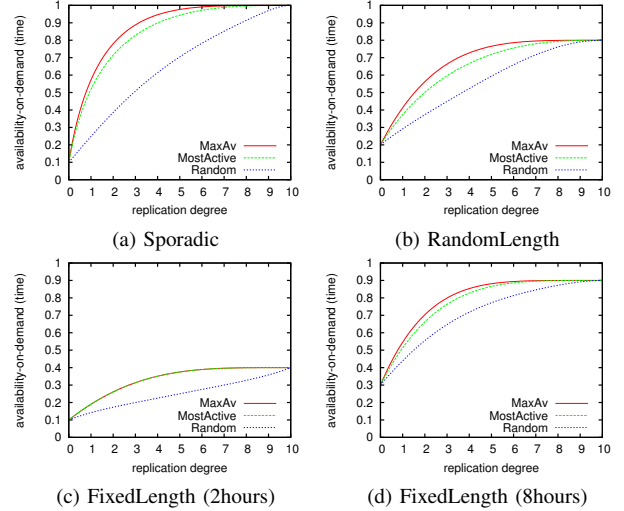 availability-on-demand (time)
1
0.9
0.8
0.7
0.6
0.5
0.4
0.3
0.2
0.1
0
MaxAv
MostActive
Random
0 1 2 3 4 5 6 7 8 9 10
replication degree
(a) Sporadic
availability-on-demand (time)
1
0.9
0.8
0.7
0.6
0.5
0.4
0.3
0.2
0.1
0
MaxAv
MostActive
Random
0 1 2 3 4 5 6 7 8 9 10
replication degree
(b) RandomLength
availability-on-demand (time)
1
0.9
0.8
0.7
0.6
0.5
0.4
0.3
0.2
0.1
0
MaxAv
MostActive
Random
0 1 2 3 4 5 6 7 8 9 10
replication degree
(c) FixedLength (2hours)
availability-on-demand (time)
1
0.9
0.8
0.7
0.6
0.5
0.4
0.3
0.2
0.1
0
MaxAv
MostActive
Random
0 1 2 3 4 5 6 7 8 9 10
replication degree
(d) FixedLength (8hours)